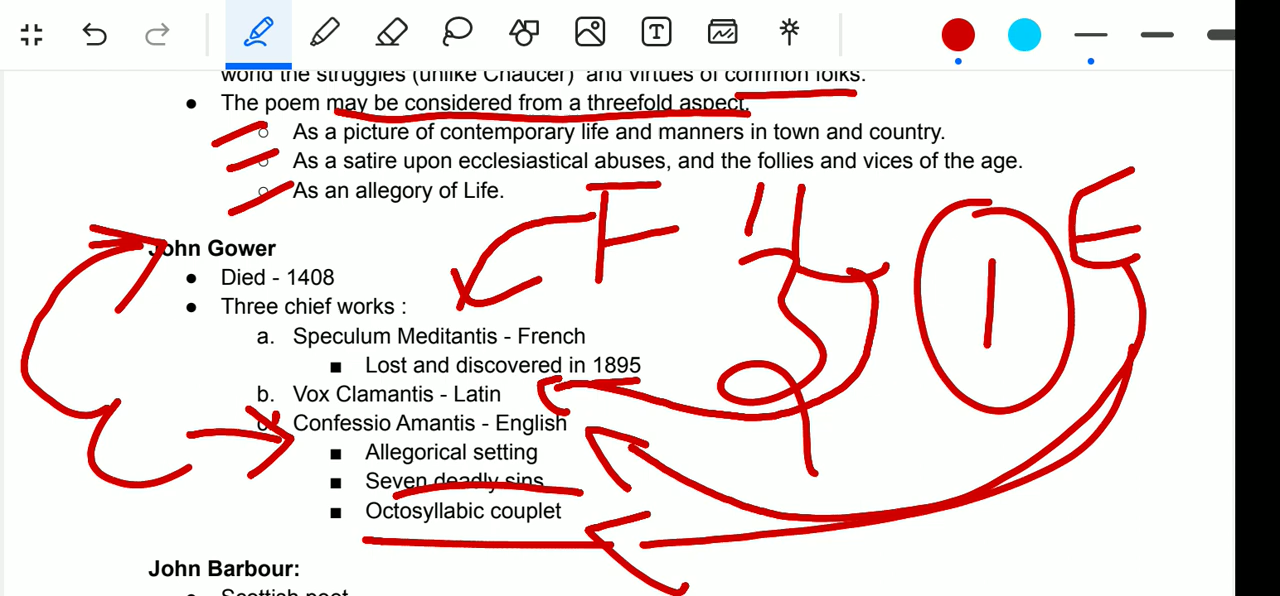 world the struggles (unlike Chaucer) and virtues of common folks.
● The poem may be considered from a threefold aspect.
○ As a picture of contemporary life and manners in town and country.
○ As a satire upon ecclesiastical abuses, and the follies and vices of the age.
○ As an allegory of Life.
John Gower
● Died - 1408
● Three chief works :
a. Speculum Meditantis - French
■ Lost and discovered in 1895
b. Vox Clamantis - Latin
c. Confessio Amantis - English
■ Allegorical setting
■ Seven deadly sins
■ Octosyllabic couplet
John Barbour:
● Scottish poet